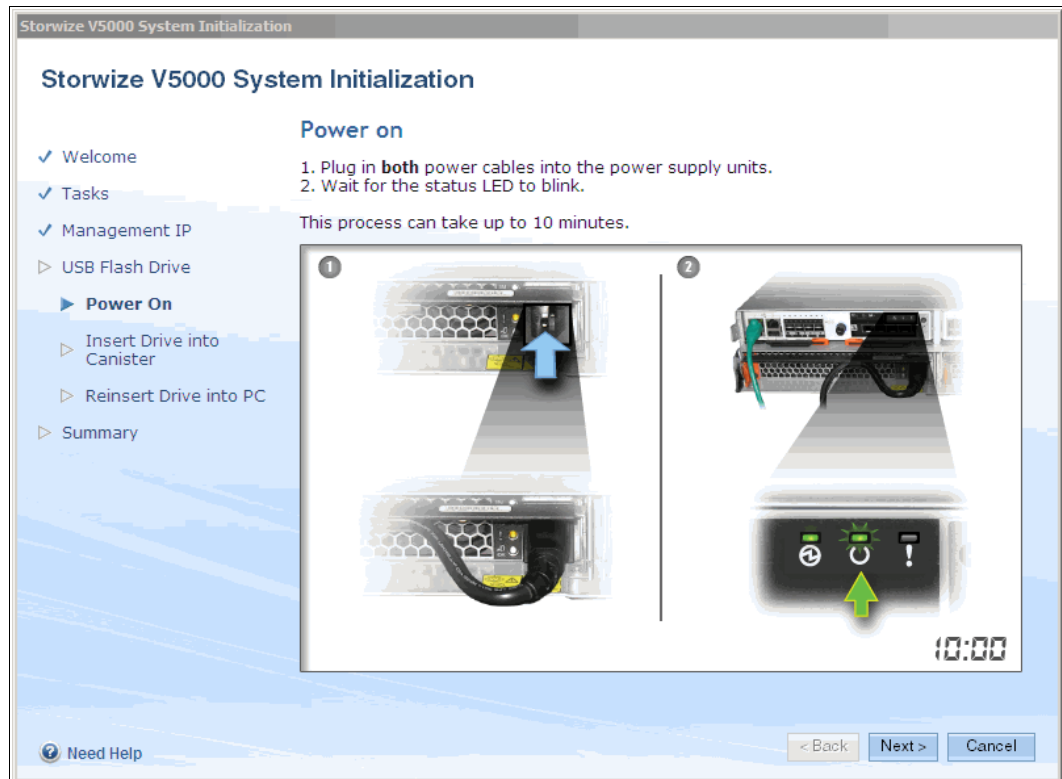 Storwize V5000 System Initialization
Storwize V5000 System Initialization
Welcome
Tasks
Management IP
USB Flash Drive
Power On
Insert Drive into
Canister
Reinsert Drive into PC
Summary
Power on
1. Plug in both power cables into the power supply units.
2. Wait for the status LED to blink.
This process can take up to 10 minutes.
1
2
!
10:00
Need Help
< Back
Next >
Cancel